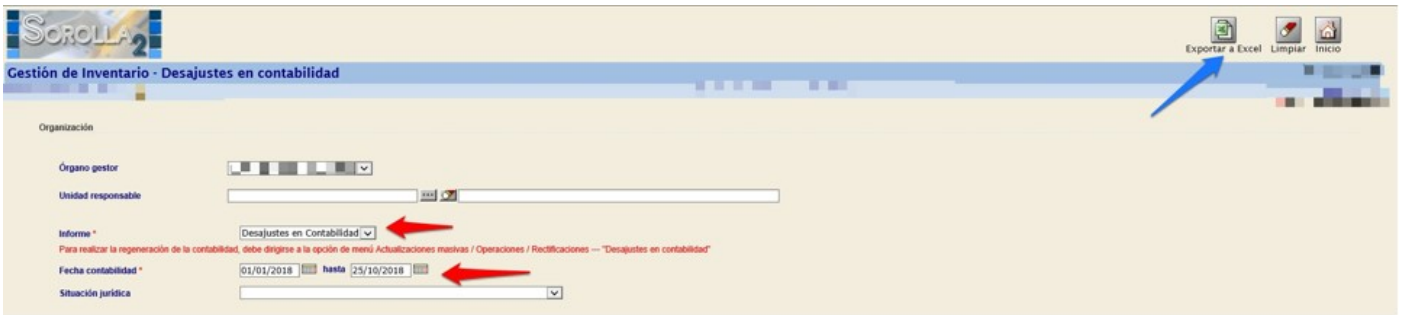 SOROLLA2
Exportar a Excel Limpiar Inicio
Gestión de Inventario - Desajustes en contabilidad
Organización
Órgano gestor
Unidad responsable
Informe * Desajustes en Contabilidad
Para realizar la regeneración de la contabilidad, debe dirigirse a la opción de menú Actualizaciones masivas / Operaciones / Rectificaciones --- "Desajustes en contabilidad"
Fecha contabilidad * 01/01/2018 hasta 25/10/2018
Situación jurídica